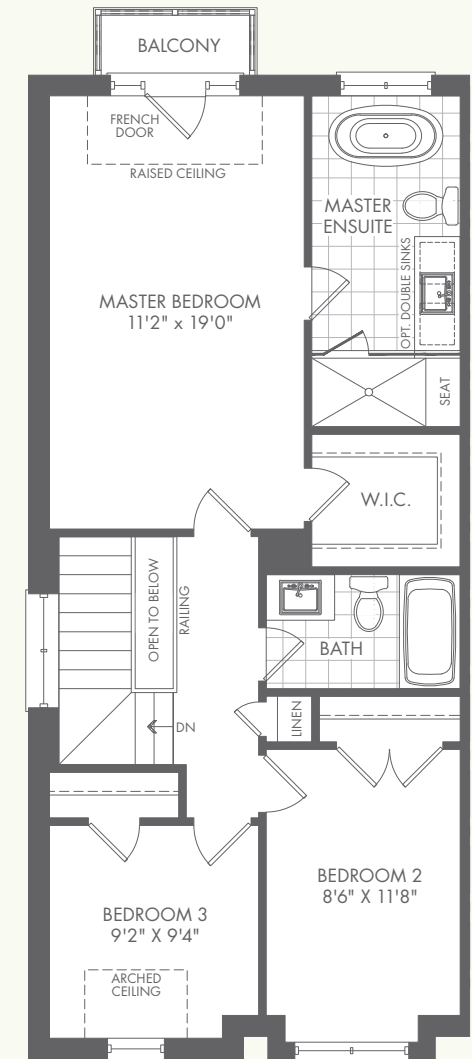 BALCONY
FRENCH
DOOR
RAISED CEILING
MASTER
ENSUITE
OPT. DOUBLE SINKS
MASTER BEDROOM
11'2" x 19'0"
SEAT
W.I.C.
OPEN TO BELOW
RAILING
BATH
LINEN
DN
BEDROOM 2
8'6" X 11'8"
BEDROOM 3
9'2" X 9'4"
ARCHED
CEILING